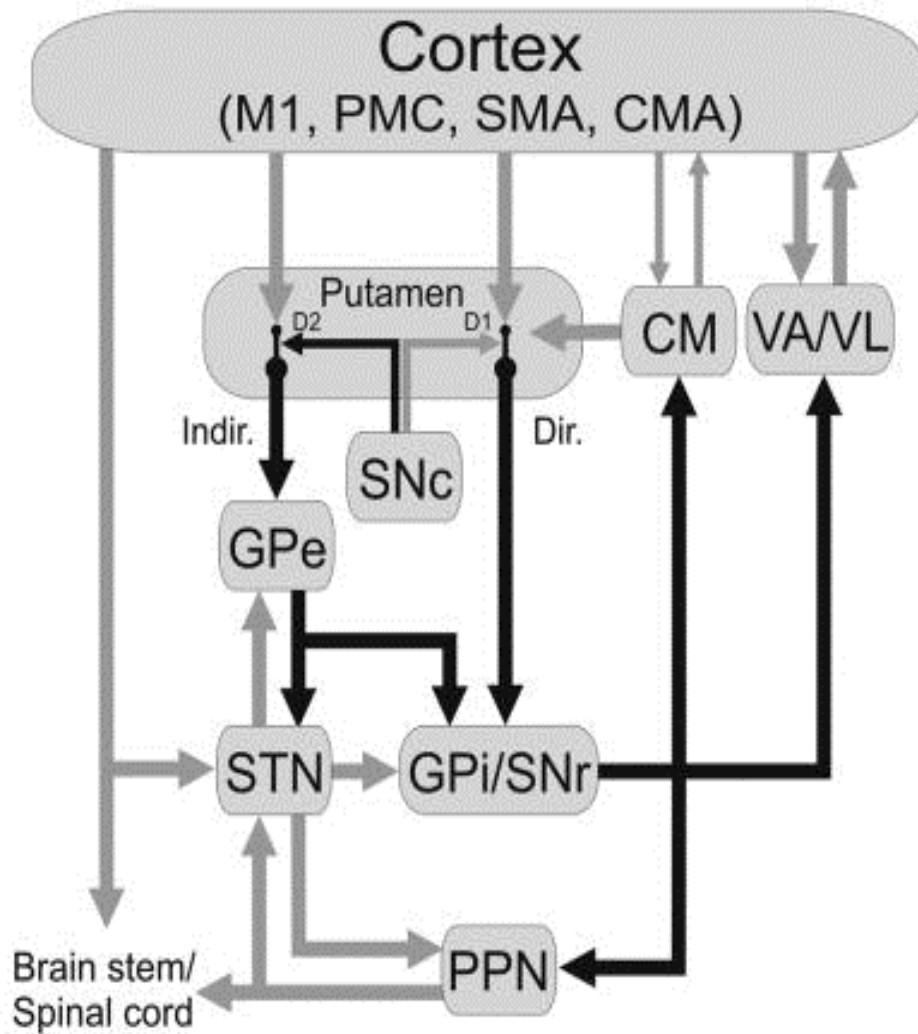 Cortex
(M1, PMC, SMA, CMA)
Putamen
D2
D1
CM
VA/VL
Indir.
Dir.
SNc
GPe
STN
GPi/SNr
PPN
Brain stem/
Spinal cord